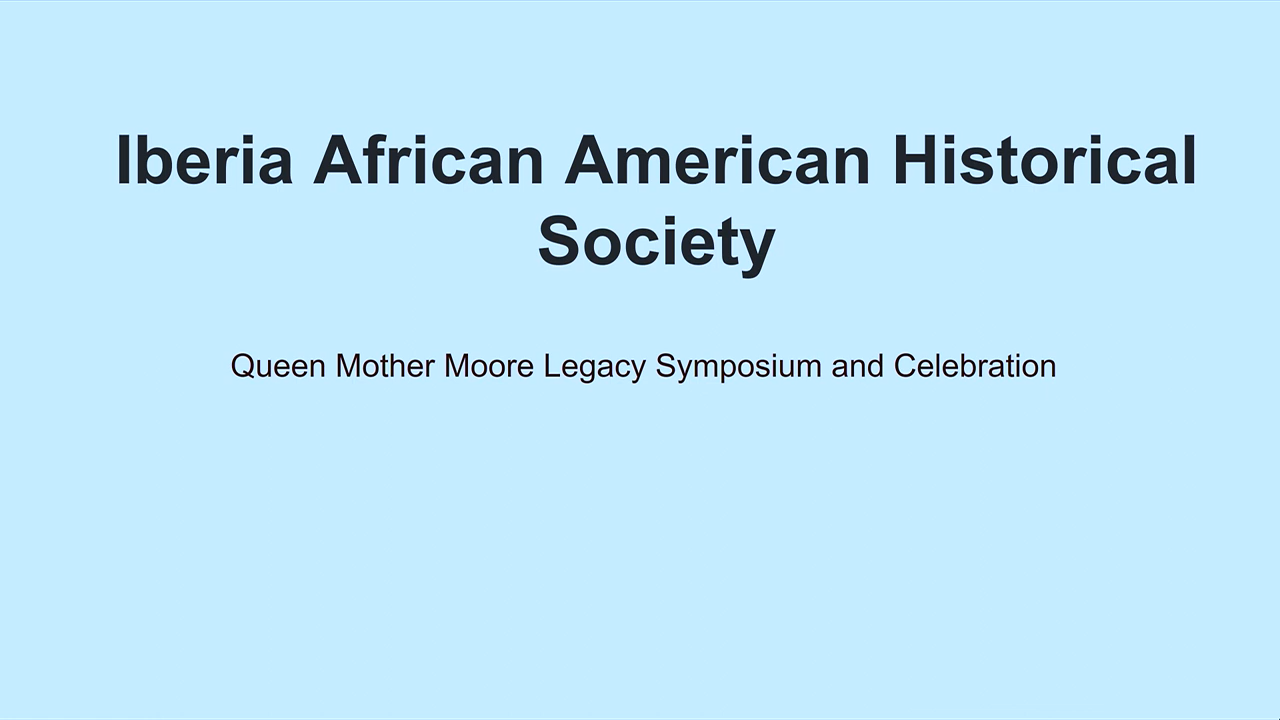 Iberia African American Historical
Society
Queen Mother Moore Legacy Symposium and Celebration